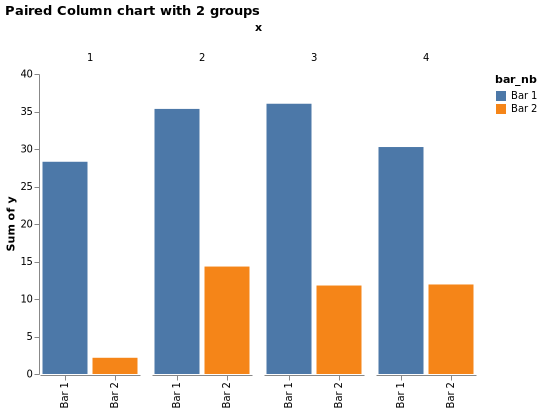 Paired Column chart with 2 groups
x
1 2 3 4
40
35
30
25
20
15
10
5
0
Sum of y
Bar 1 Bar 2 Bar 1 Bar 2 Bar 1 Bar 2 Bar 1 Bar 2
bar_nb
Bar 1
Bar 2